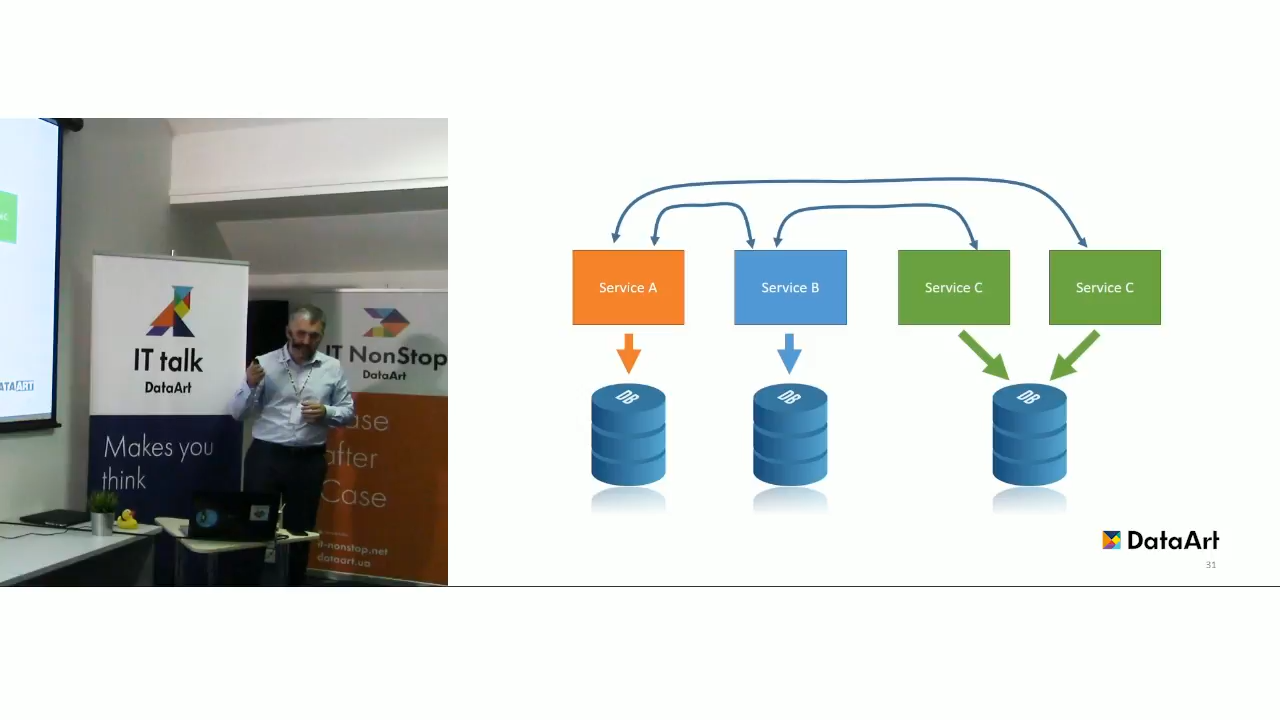 IT talk
DataArt
Makes you
think
IT NonStop
DataArt
after
Case
dataart.ua
Service A
Service B
Service C
Service C
DB
DB
DB
DataArt
31